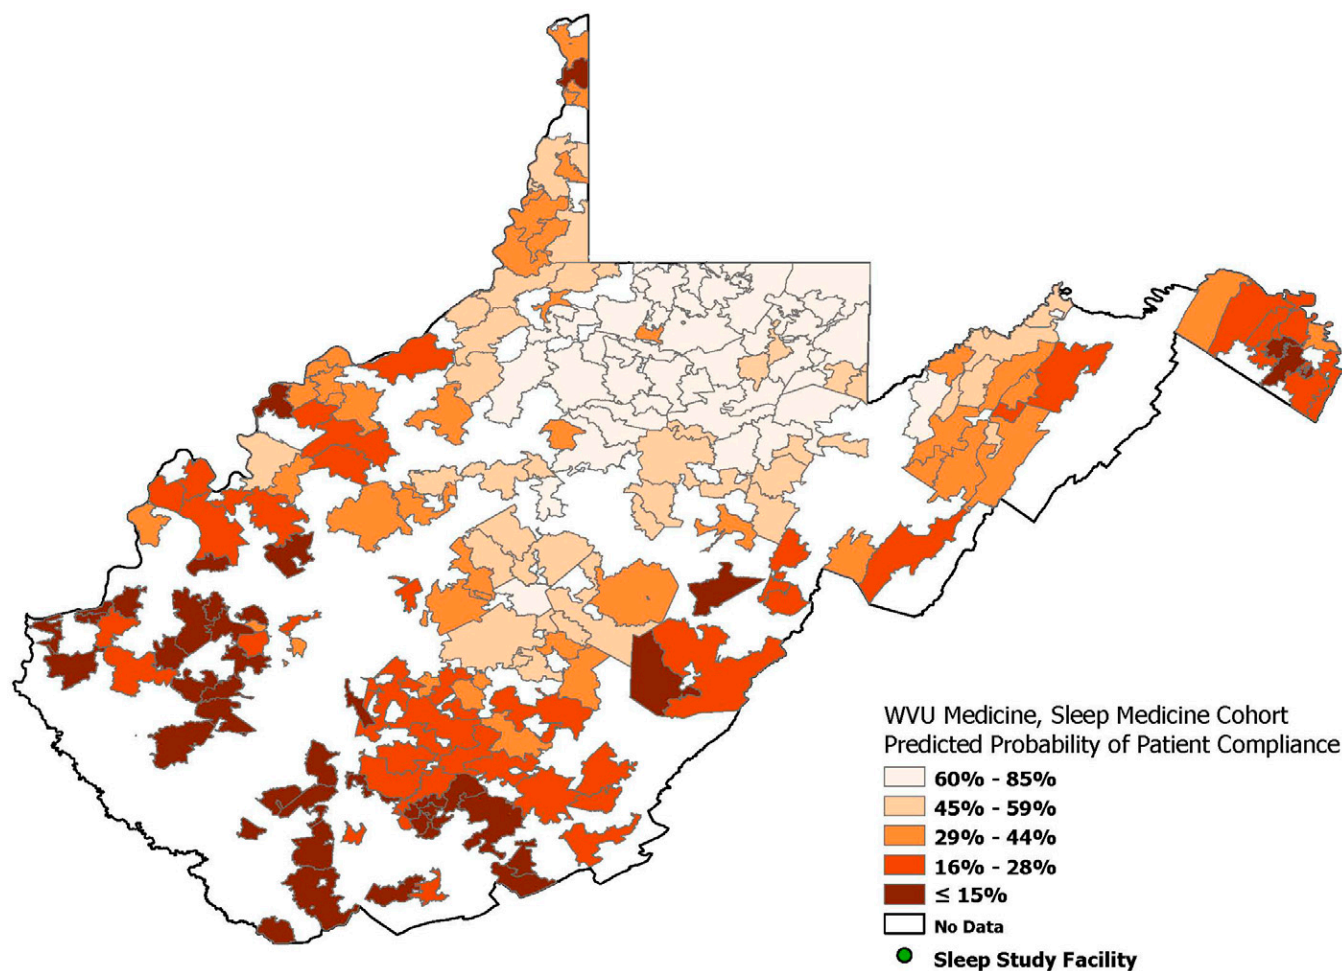 WVU Medicine, Sleep Medicine Cohort
Predicted Probability of Patient Compliance
60% - 85%
45% - 59%
29% - 44%
16% - 28%
≤ 15%
No Data
Sleep Study Facility